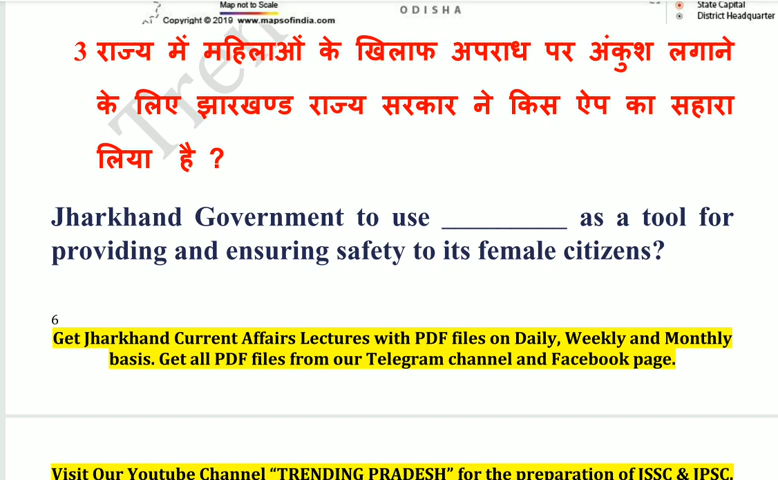 Map not to Scale
Copyright © 2019 www.mapsofindia.com
ODISHA
State Capital
District Headquarter
3 राज्य में महिलाओं के खिलाफ अपराध पर अंकुश लगाने
के लिए झारखण्ड राज्य सरकार ने किस ऐप का सहारा
लिया है ?
Tren
Jharkhand Government to use _________ as a tool for
providing and ensuring safety to its female citizens?
6
Get Jharkhand Current Affairs Lectures with PDF files on Daily, Weekly and Monthly
basis. Get all PDF files from our Telegram channel and Facebook page.
Visit Our Youtube Channel “TRENDING PRADESH” for the preparation of JSSC & JPSC.